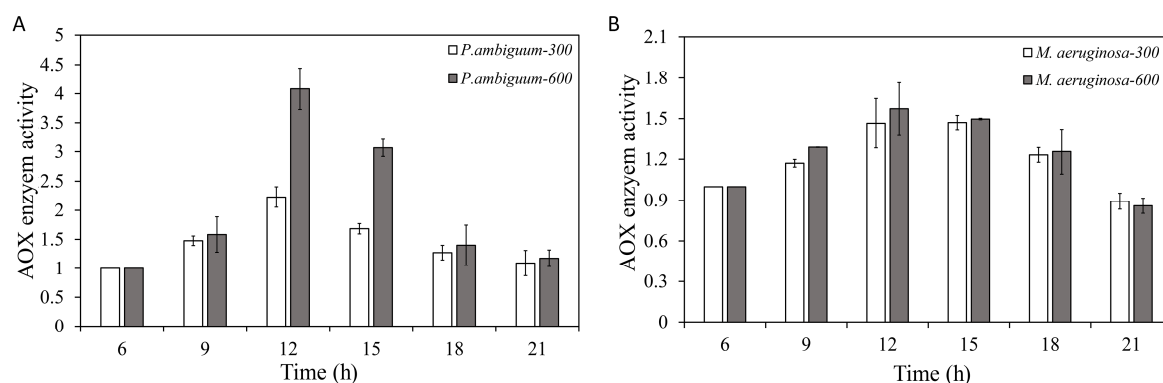 A
AOX enzyem activity
5
4.5
4
3.5
3
2.5
2
1.5
1
0.5
0
P.ambiguum-300
P.ambiguum-600
6 9 12 15 18 21
Time (h)
B
AOX enzyem activity
2.1
1.8
1.5
1.2
0.9
0.6
0.3
0
M. aeruginosa-300
M. aeruginosa-600
6 9 12 15 18 21
Time (h)